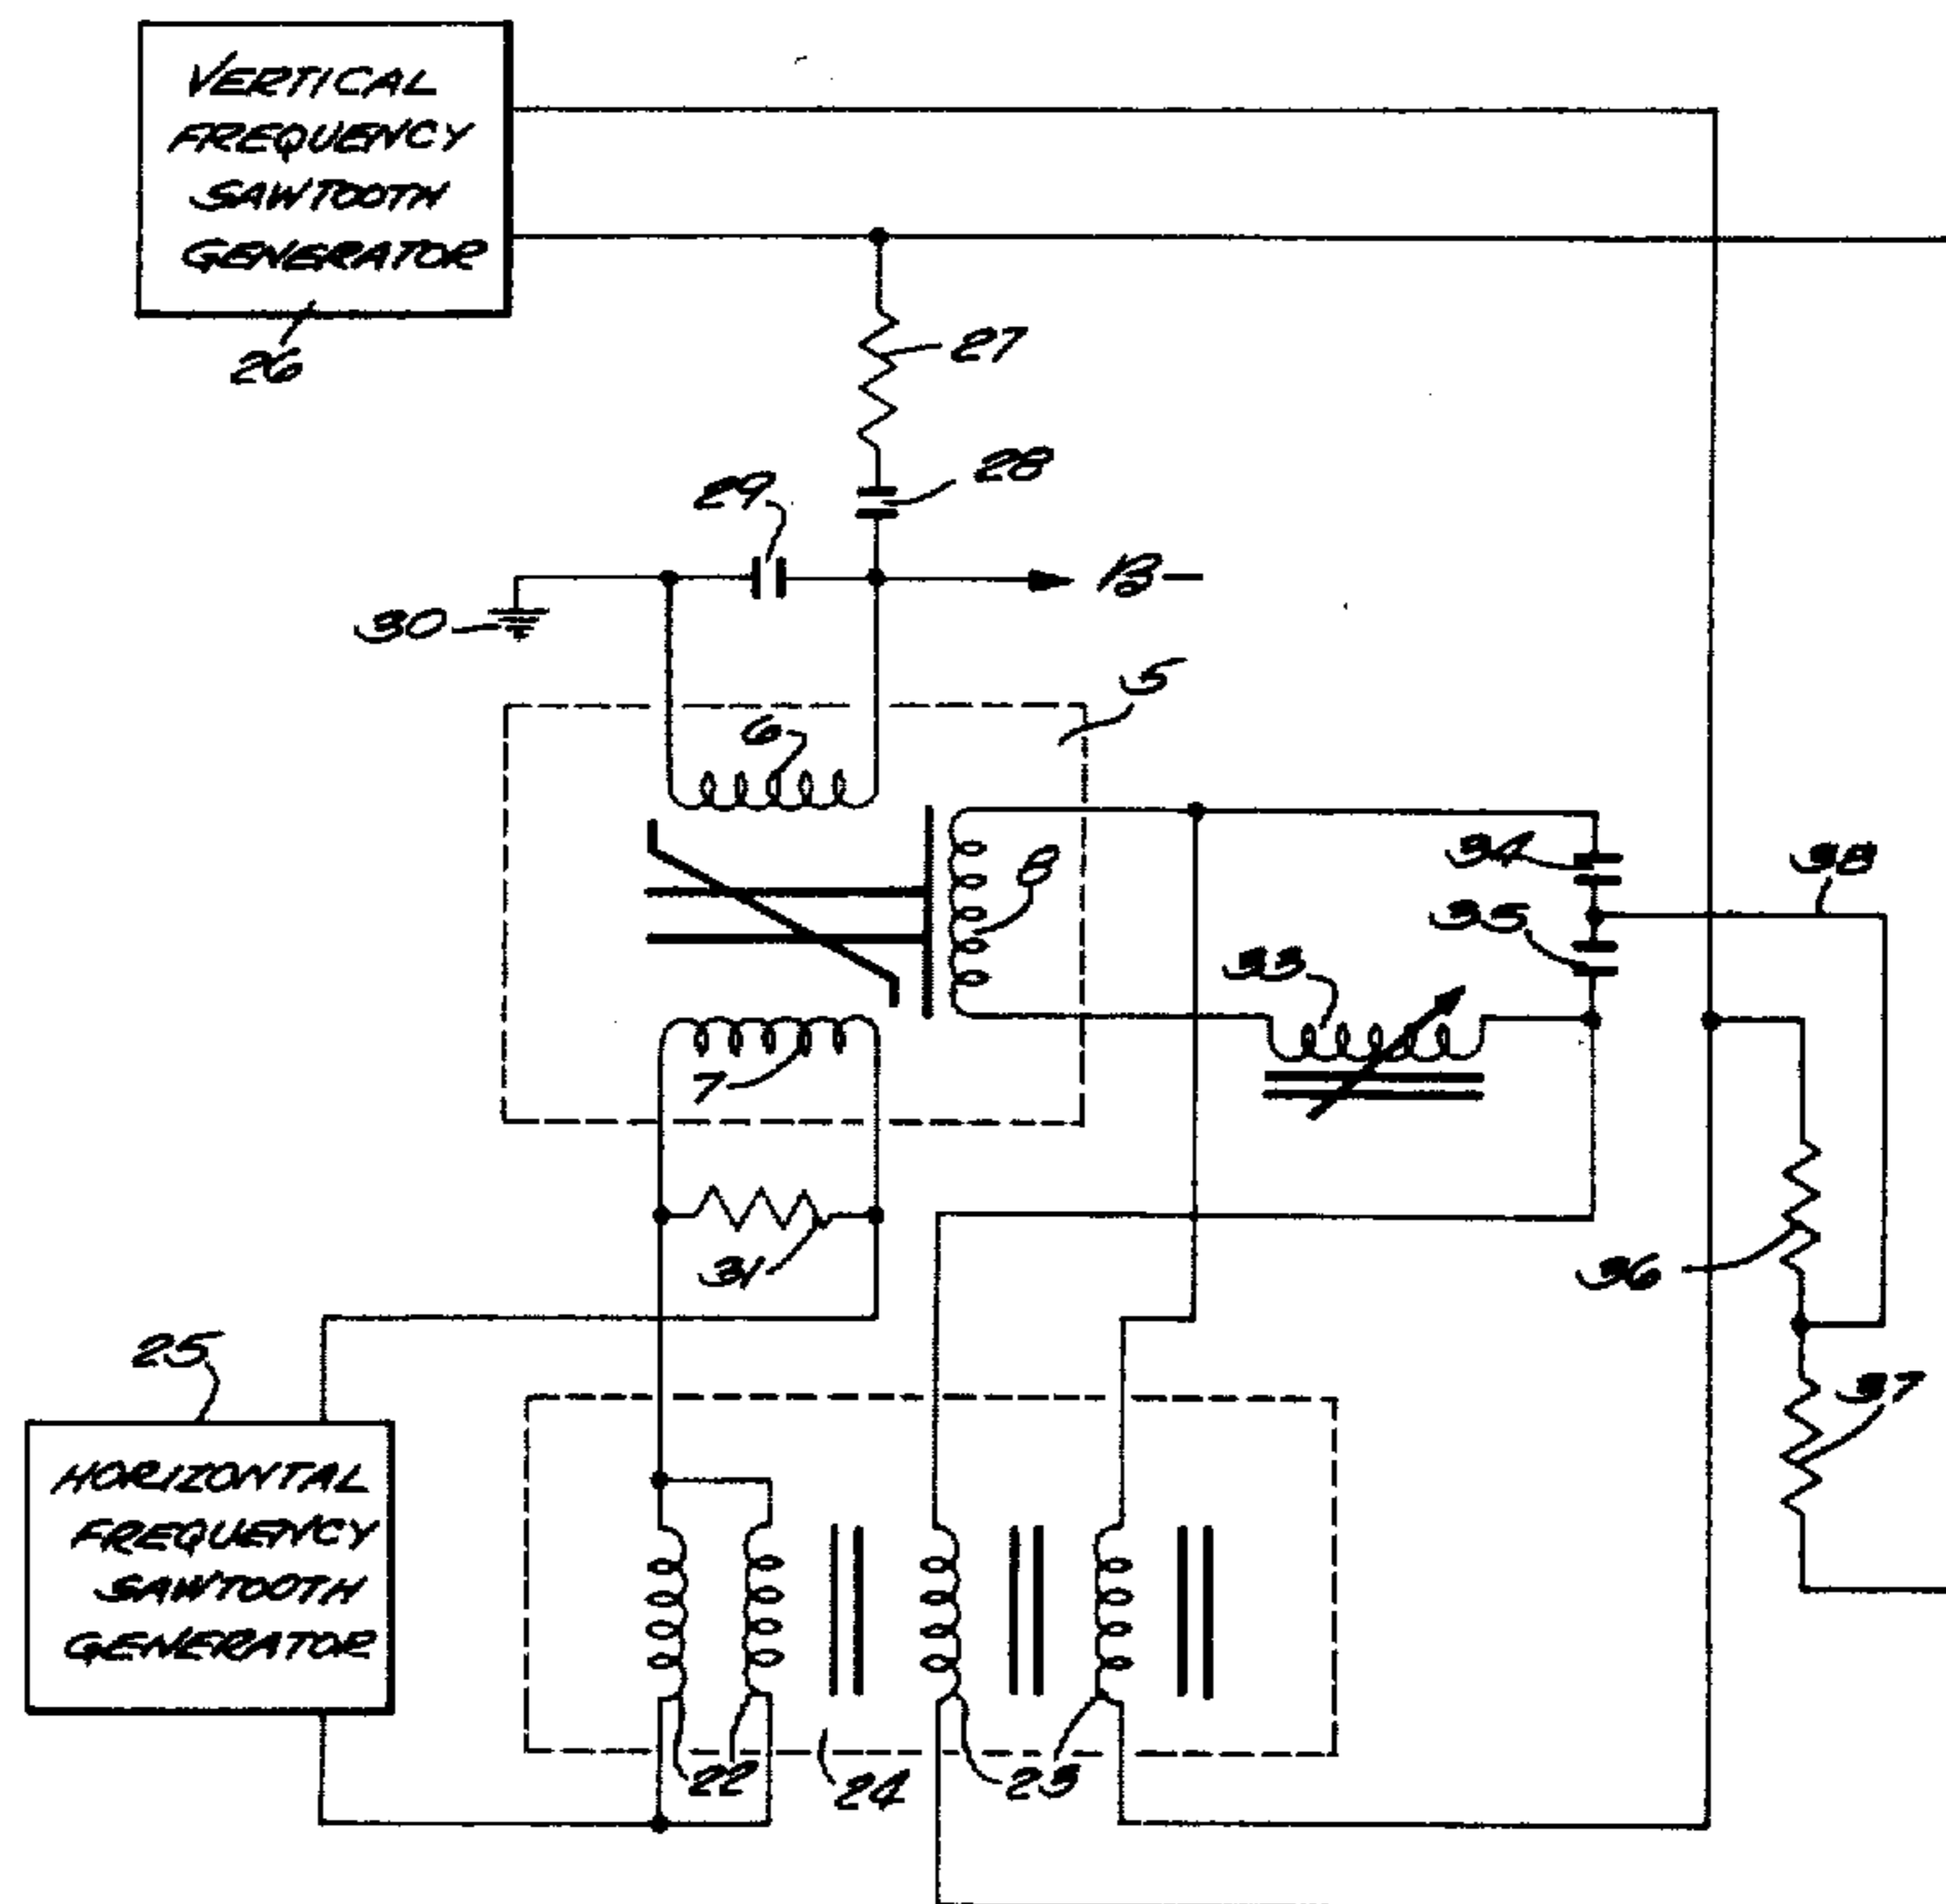 VERTICAL
FREQUENCY
SAWTOOTH
GENERATOR
26
27
28
29
B-
30
5
6
8
34
38
35
33
7
31
36
25
37
HORIZONTAL
FREQUENCY
SAWTOOTH
GENERATOR
22
24
23